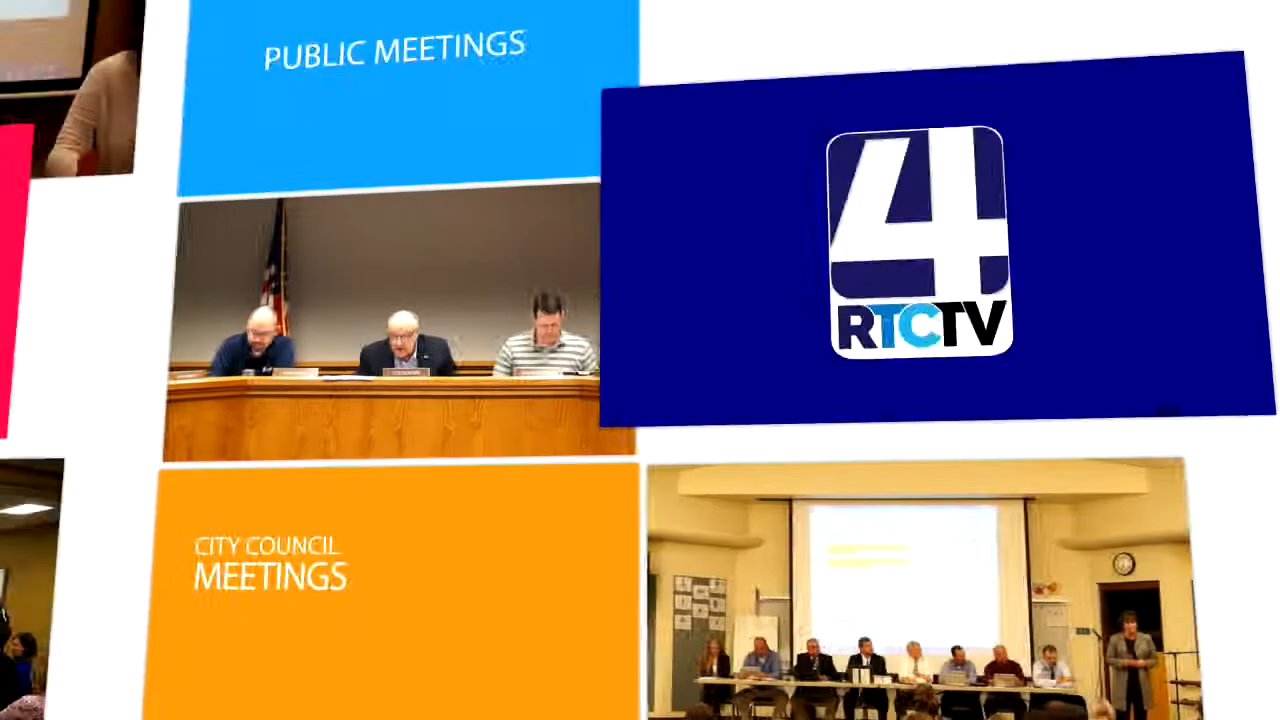 PUBLIC MEETINGS
4
RTCTV
CITY COUNCIL
MEETINGS